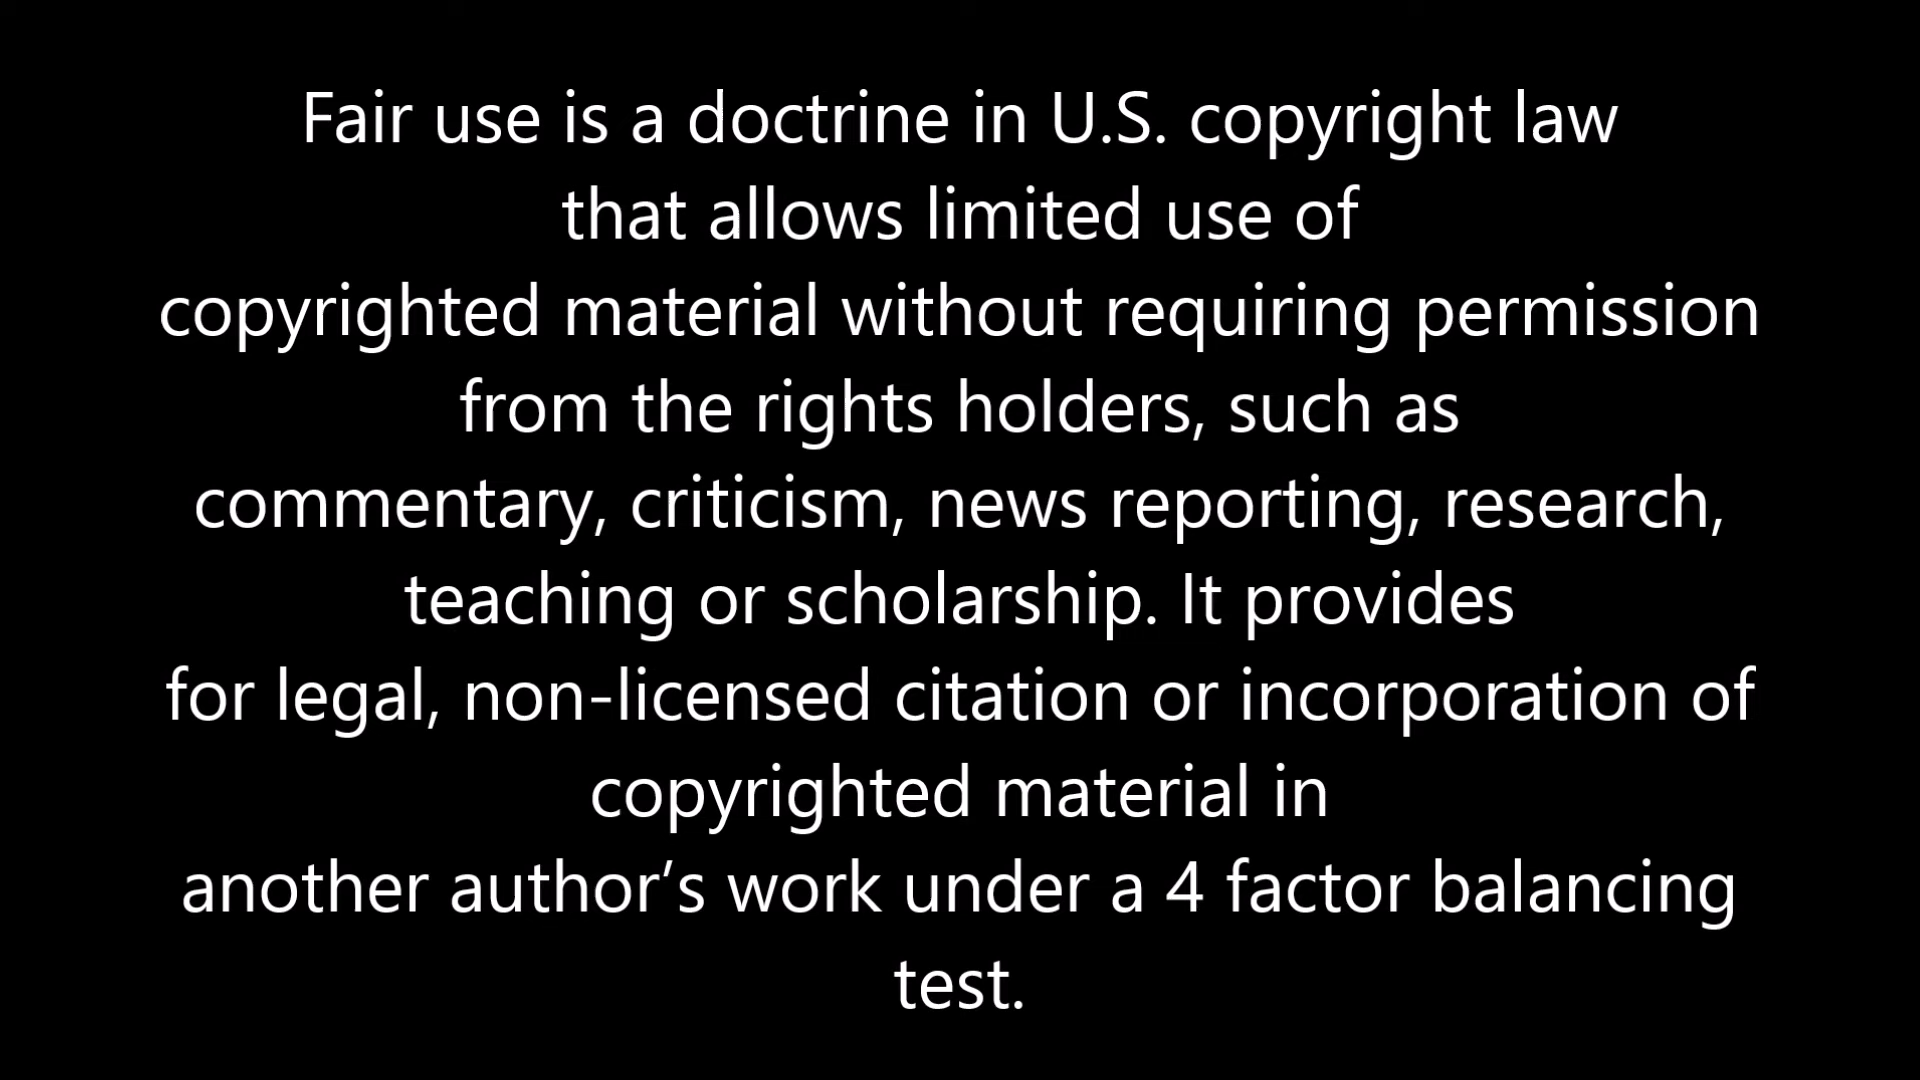 Fair use is a doctrine in U.S. copyright law
that allows limited use of
copyrighted material without requiring permission
from the rights holders, such as
commentary, criticism, news reporting, research,
teaching or scholarship. It provides
for legal, non-licensed citation or incorporation of
copyrighted material in
another author’s work under a 4 factor balancing
test.